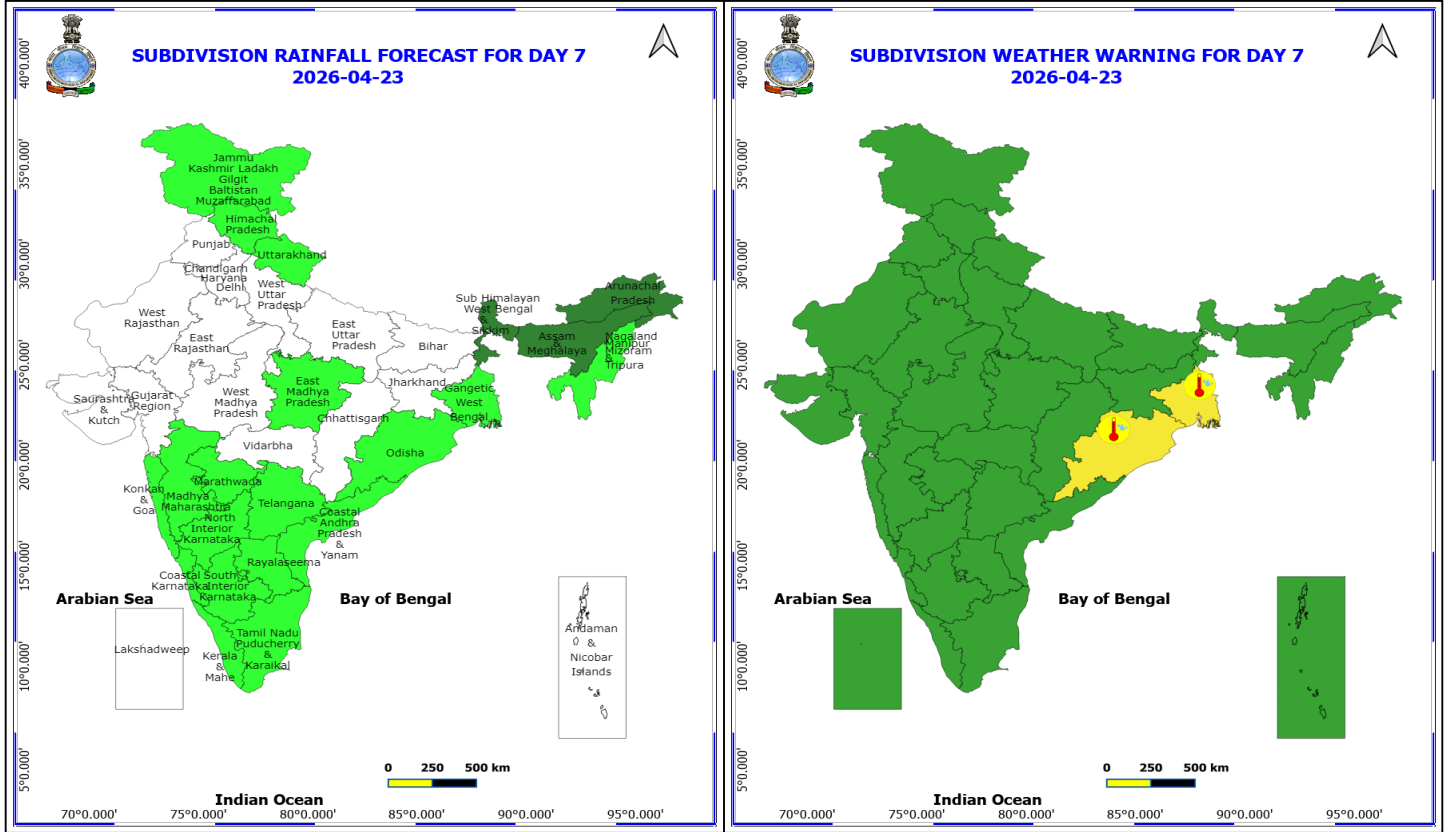 SUBDIVISION RAINFALL FORECAST FOR DAY 7
2026-04-23
40°0.000'
35°0.000'
30°0.000'
25°0.000'
20°0.000'
15°0.000'
10°0.000'
5°0.000'
Jammu
Kashmir Ladakh
Gilgit
Baltistan
Muzaffarabad
Himachal
Pradesh
Punjab
Uttarakhand
Chandigarh
Haryana
Delhi
West
Uttar
Pradesh
West
Rajasthan
East
Rajasthan
East
Uttar
Pradesh
Bihar
Sub Himalayan
West Bengal
&
Sikkim
Arunachal
Pradesh
Assam
&
Meghalaya
Nagaland
Manipur
Mizoram
&
Tripura
Saurashtra
&
Kutch
Gujarat
Region
West
Madhya
Pradesh
East
Madhya
Pradesh
Jharkhand
Gangetic
West
Bengal
Chhattisgarh
Vidarbha
Odisha
Konkan
&
Goa
Madhya
Maharashtra
Marathwada
Telangana
North
Interior
Karnataka
Coastal
Andhra
Pradesh
&
Yanam
Rayalaseema
Coastal
Karnataka
South
Interior
Karnataka
Arabian Sea
Bay of Bengal
Lakshadweep
Kerala
&
Mahe
Tamil Nadu
Puducherry
&
Karaikal
Andaman
&
Nicobar
Islands
0 250 500 km
Indian Ocean
70°0.000' 75°0.000' 80°0.000' 85°0.000' 90°0.000' 95°0.000'
SUBDIVISION WEATHER WARNING FOR DAY 7
2026-04-23
40°0.000'
35°0.000'
30°0.000'
25°0.000'
20°0.000'
15°0.000'
10°0.000'
5°0.000'
Arabian Sea
Bay of Bengal
0 250 500 km
Indian Ocean
70°0.000' 75°0.000' 80°0.000' 85°0.000' 90°0.000' 95°0.000'